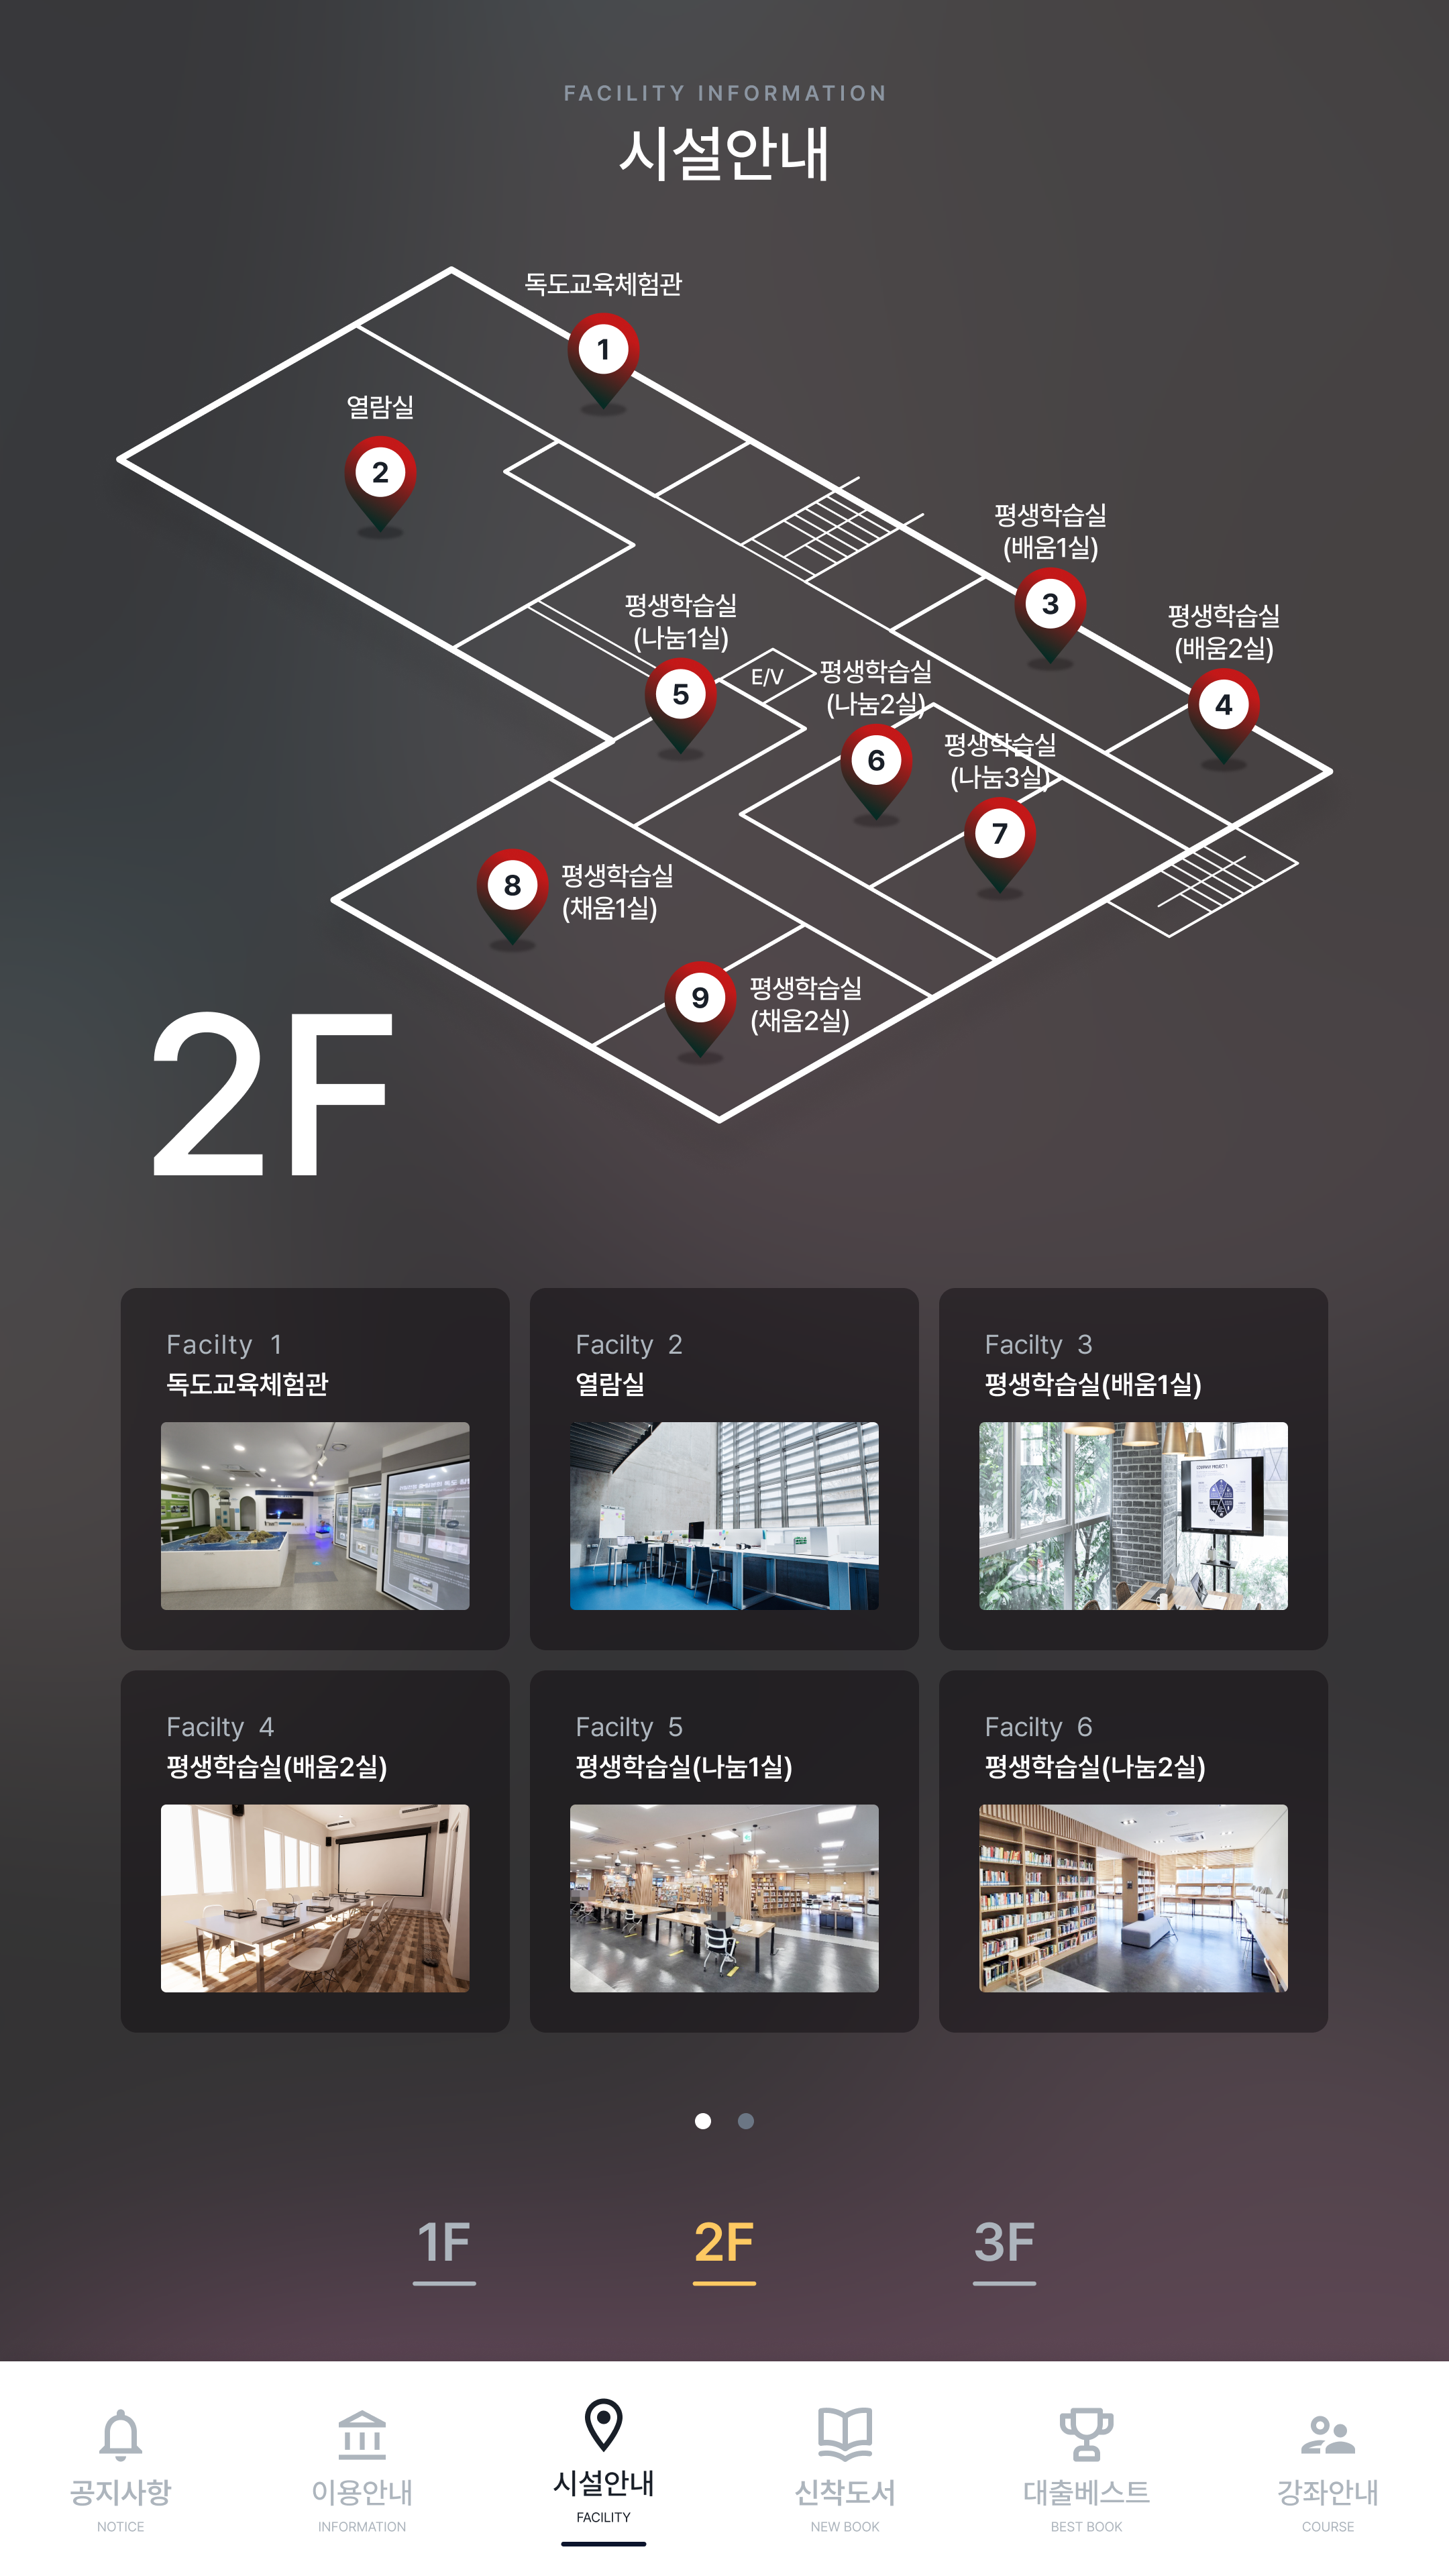 FACILITY INFORMATION
시설안내
독도교육체험관
1
열람실
2
평생학습실
(배움1실)
3
평생학습실
(배움2실)
4
평생학습실
(나눔1실)
5
E/V
평생학습실
(나눔2실)
6
평생학습실
(나눔3실)
7
8
평생학습실
(채움1실)
9
평생학습실
(채움2실)
2F
Facilty 1
독도교육체험관
Facilty 2
열람실
Facilty 3
평생학습실(배움1실)
COMPANY PROJECT 1
Facilty 4
평생학습실(배움2실)
Facilty 5
평생학습실(나눔1실)
Facilty 6
평생학습실(나눔2실)
1F
2F
3F
공지사항
NOTICE
이용안내
INFORMATION
시설안내
FACILITY
신착도서
NEW BOOK
대출베스트
BEST BOOK
강좌안내
COURSE